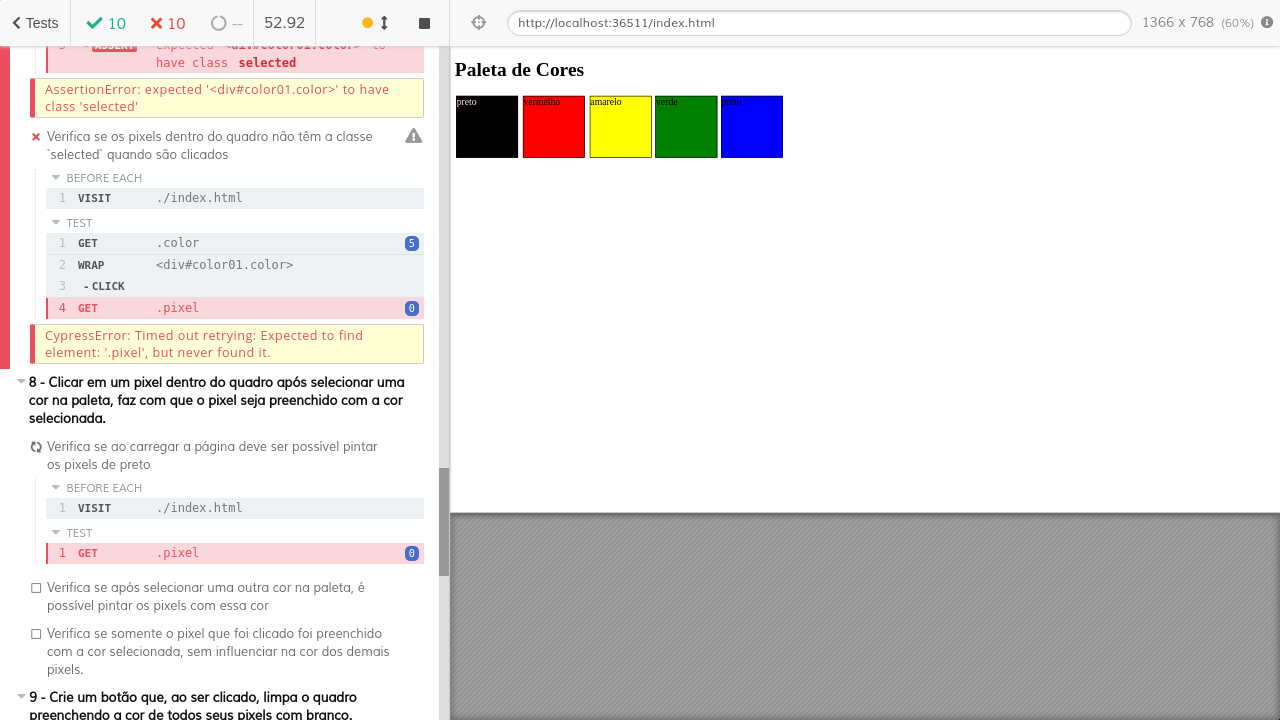 Tests 10 10 -- 52.92 http://localhost:36511/index.html 1366 x 768 (60%)
3 - ASSERT expected <div#color01.color> to
have class selected
AssertionError: expected '<div#color01.color>' to have
class 'selected'
Verifica se os pixels dentro do quadro não têm a classe
`selected` quando são clicados
BEFORE EACH
1 VISIT ./index.html
TEST
1 GET .color 5
2 WRAP <div#color01.color>
3 - CLICK
4 GET .pixel 0
CypressError: Timed out retrying: Expected to find
element: '.pixel', but never found it.
8 - Clicar em um pixel dentro do quadro após selecionar uma
cor na paleta, faz com que o pixel seja preenchido com a cor
selecionada.
Verifica se ao carregar a página deve ser possível pintar
os pixels de preto
BEFORE EACH
1 VISIT ./index.html
TEST
1 GET .pixel 0
Verifica se após selecionar uma outra cor na paleta, é
possível pintar os pixels com essa cor
Verifica se somente o pixel que foi clicado foi preenchido
com a cor selecionada, sem influenciar na cor dos demais
pixels.
9 - Crie um botão que, ao ser clicado, limpa o quadro
preenchendo a cor de todos seus pixels com branco.
Paleta de Cores
preto vermelho amarelo verde preto